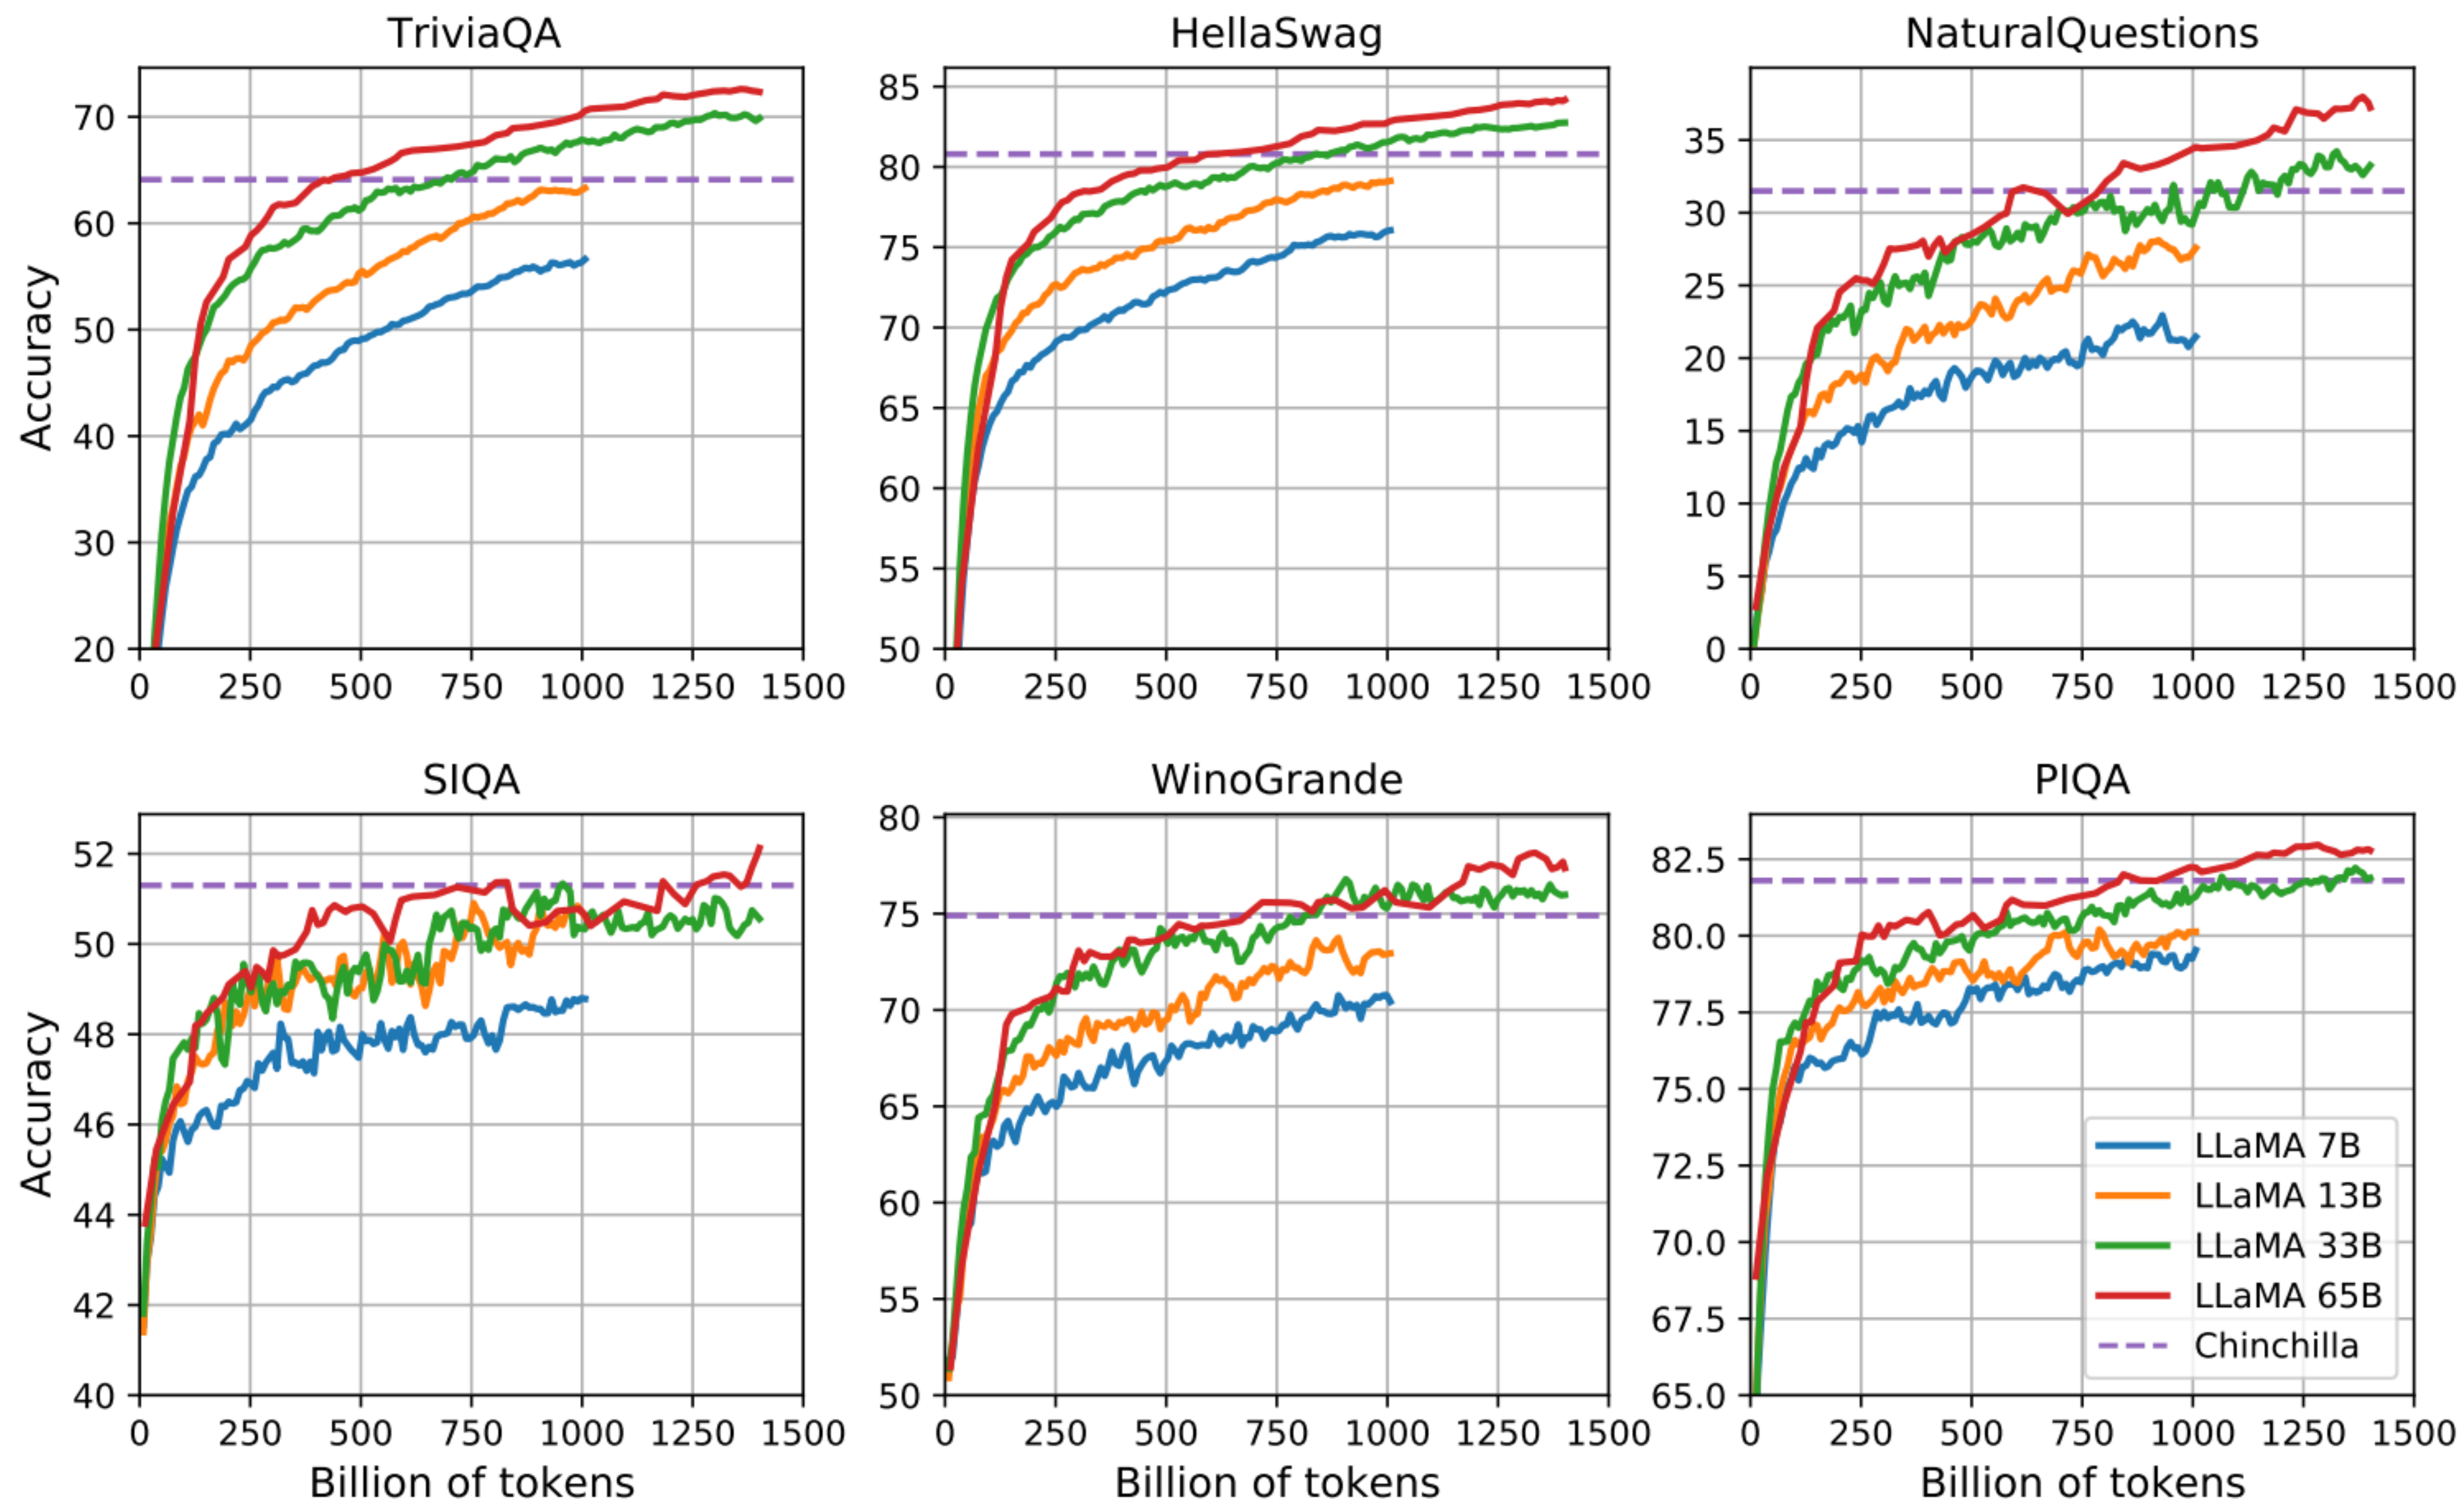 TriviaQA
HellaSwag
NaturalQuestions
Accuracy
70
60
50
40
30
20
0 250 500 750 1000 1250 1500
85
80
75
70
65
60
55
50
0 250 500 750 1000 1250 1500
35
30
25
20
15
10
5
0
0 250 500 750 1000 1250 1500
SIQA
WinoGrande
PIQA
Accuracy
52
50
48
46
44
42
40
0 250 500 750 1000 1250 1500
Billion of tokens
80
75
70
65
60
55
50
0 250 500 750 1000 1250 1500
Billion of tokens
82.5
80.0
77.5
75.0
72.5
70.0
67.5
65.0
LLaMA 7B
LLaMA 13B
LLaMA 33B
LLaMA 65B
Chinchilla
0 250 500 750 1000 1250 1500
Billion of tokens